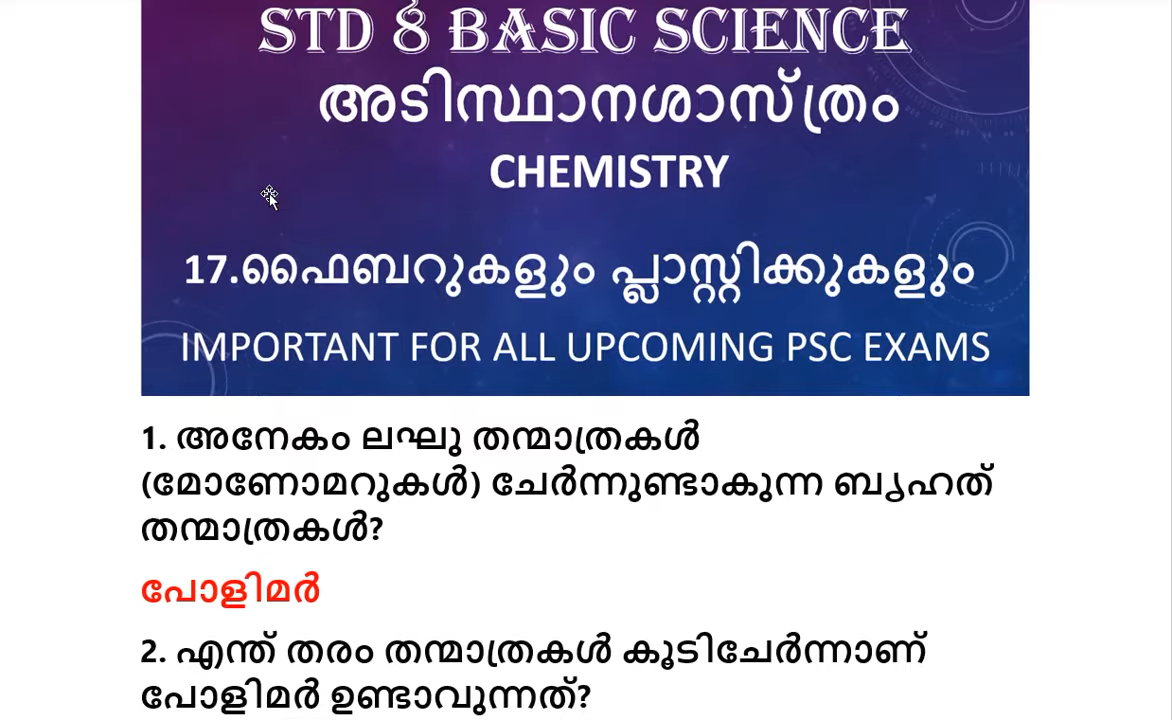 STD 8 BASIC SCIENCE
അടിസ്ഥാനശാസ്ത്രം
CHEMISTRY
17.ഫൈബറുകളും പ്ലാസ്റ്റിക്കുകളും
IMPORTANT FOR ALL UPCOMING PSC EXAMS
1. അനേകം ലഘു തന്മാത്രകൾ
(മോണോമറുകൾ) ചേർന്നുണ്ടാകുന്ന ബൃഹത്
തന്മാത്രകൾ?
പോളിമർ
2. എന്ത് തരം തന്മാത്രകൾ കൂടിചേർന്നാണ്
പോളിമർ ഉണ്ടാവുന്നത്?